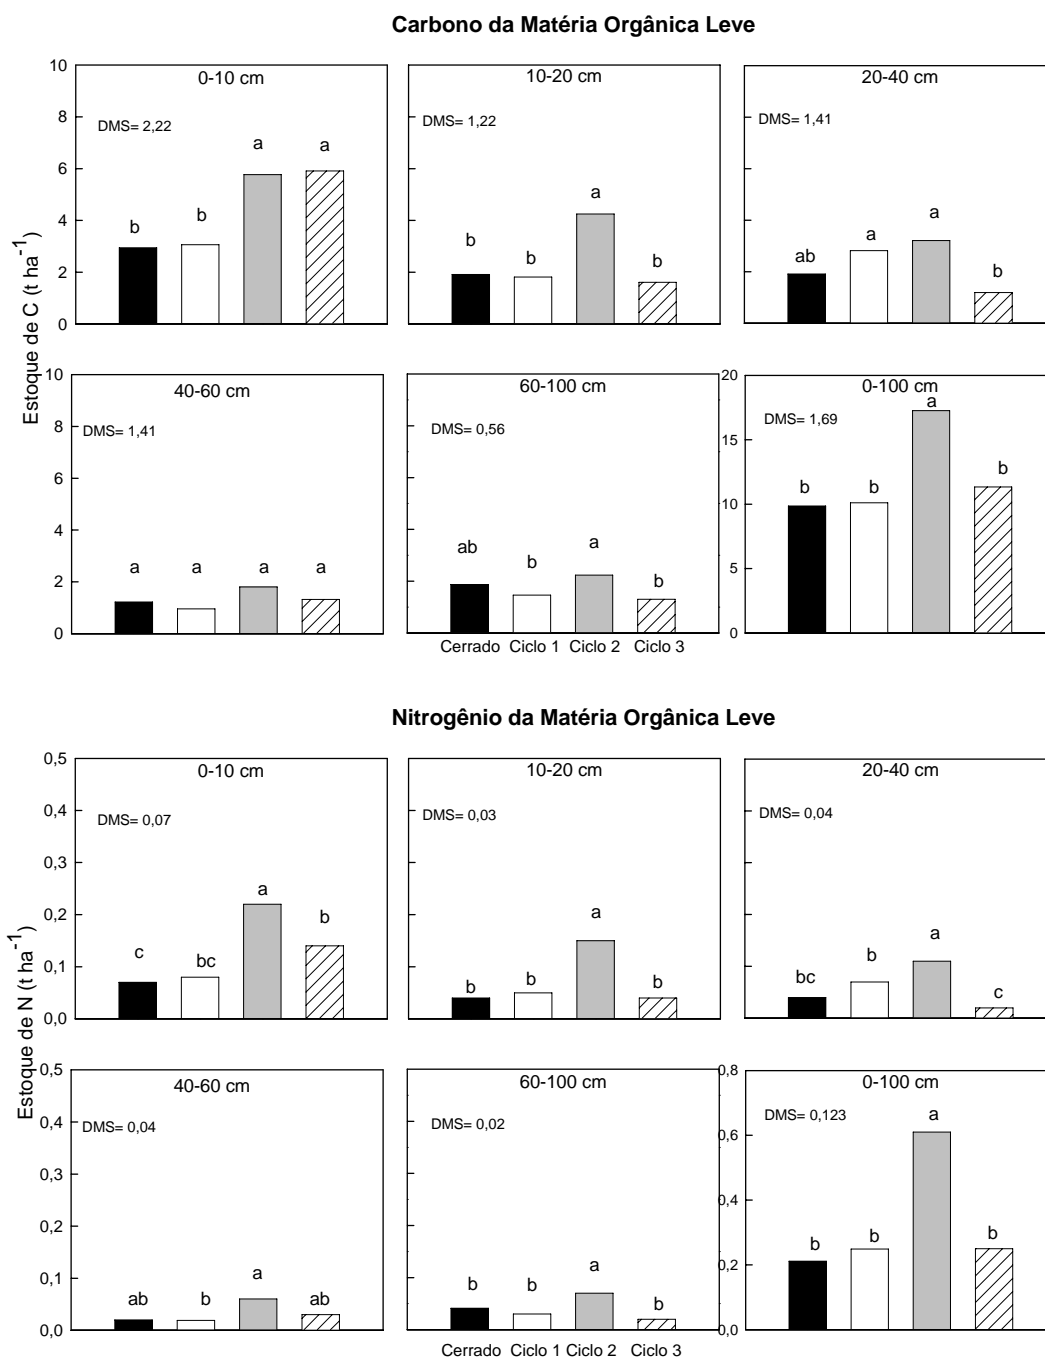 Carbono da Matéria Orgânica Leve
Estoque de C (t ha⁻¹)
0-10 cm
DMS= 2,22
10
8
6
4
2
0
b
b
a
a
10-20 cm
DMS= 1,22
b
b
a
b
20-40 cm
DMS= 1,41
ab
a
a
b
40-60 cm
DMS= 1,41
10
8
6
4
2
0
a
a
a
a
60-100 cm
DMS= 0,56
ab
b
a
b
Cerrado Ciclo 1 Ciclo 2 Ciclo 3
0-100 cm
DMS= 1,69
20
15
10
5
0
b
b
a
b
Nitrogênio da Matéria Orgânica Leve
Estoque de N (t ha⁻¹)
0-10 cm
DMS= 0,07
0,5
0,4
0,3
0,2
0,1
0,0
c
bc
a
b
10-20 cm
DMS= 0,03
b
b
a
b
20-40 cm
DMS= 0,04
bc
b
a
c
40-60 cm
DMS= 0,04
0,5
0,4
0,3
0,2
0,1
0,0
ab
b
a
ab
60-100 cm
DMS= 0,02
b
b
a
b
Cerrado Ciclo 1 Ciclo 2 Ciclo 3
0-100 cm
DMS= 0,123
0,8
0,6
0,4
0,2
0,0
b
b
a
b